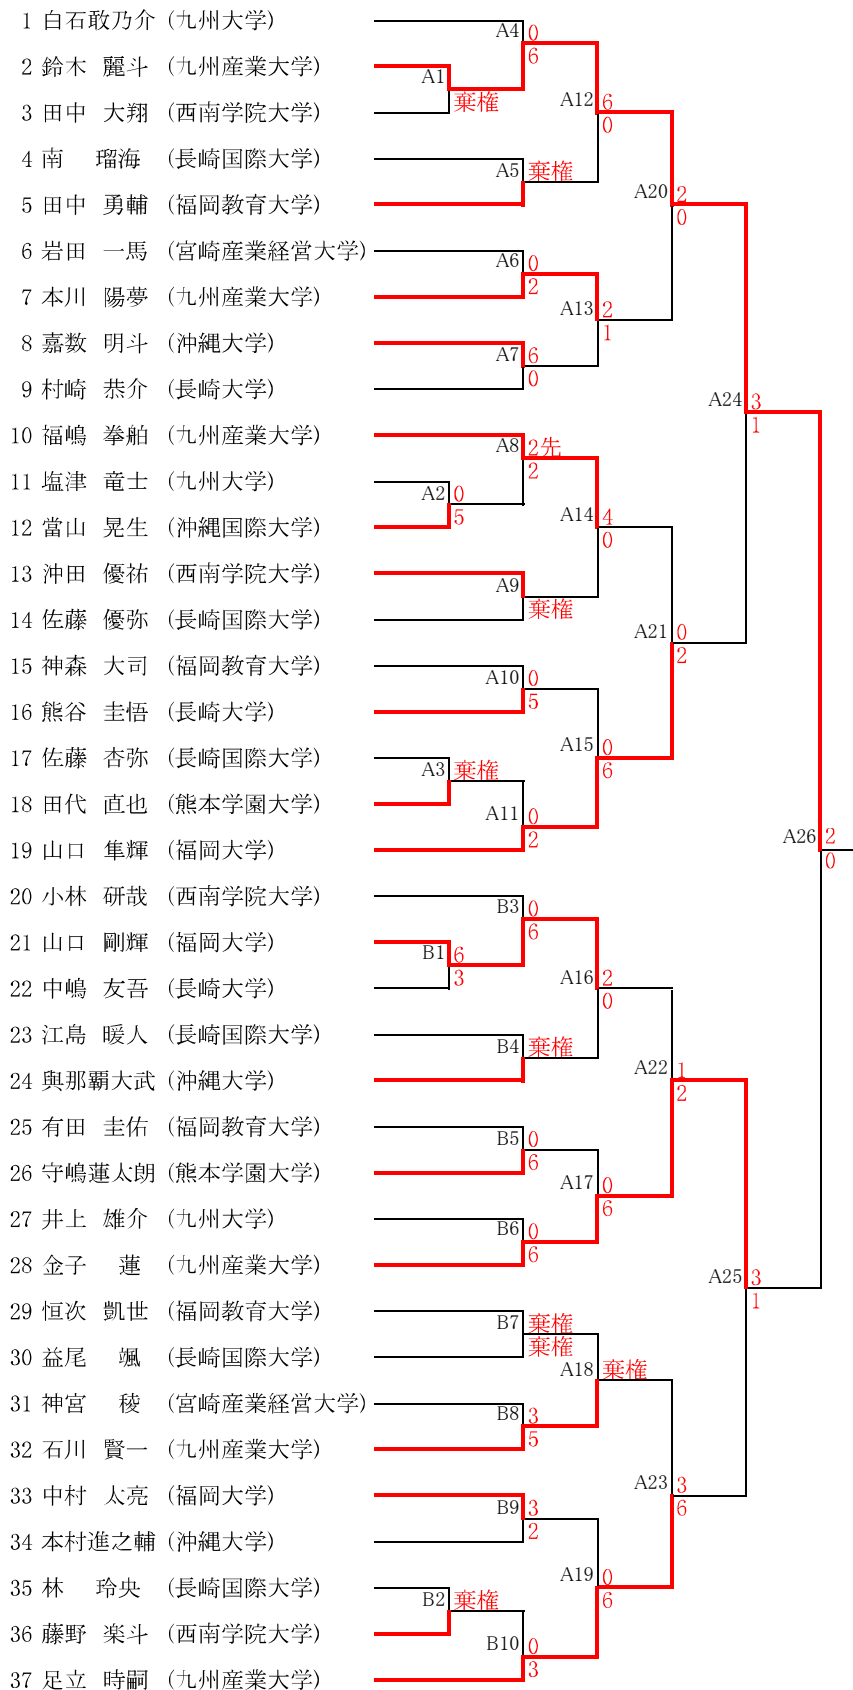 1 白石敢乃介 (九州大学)
2 鈴木 麗斗 (九州産業大学)
3 田中 大翔 (西南学院大学)
4 南 瑠海 (長崎国際大学)
5 田中 勇輔 (福岡教育大学)
6 岩田 一馬 (宮崎産業経営大学)
7 本川 陽夢 (九州産業大学)
8 嘉数 明斗 (沖縄大学)
9 村崎 恭介 (長崎大学)
10 福嶋 拳舶 (九州産業大学)
11 塩津 竜士 (九州大学)
12 當山 晃生 (沖縄国際大学)
13 沖田 優祐 (西南学院大学)
14 佐藤 優弥 (長崎国際大学)
15 神森 大司 (福岡教育大学)
16 熊谷 圭悟 (長崎大学)
17 佐藤 杏弥 (長崎国際大学)
18 田代 直也 (熊本学園大学)
19 山口 隼輝 (福岡大学)
20 小林 研哉 (西南学院大学)
21 山口 剛輝 (福岡大学)
22 中嶋 友吾 (長崎大学)
23 江島 暖人 (長崎国際大学)
24 與那覇大武 (沖縄大学)
25 有田 圭佑 (福岡教育大学)
26 守嶋蓮太朗 (熊本学園大学)
27 井上 雄介 (九州大学)
28 金子 蓮 (九州産業大学)
29 恒次 凱世 (福岡教育大学)
30 益尾 颯 (長崎国際大学)
31 神宮 稜 (宮崎産業経営大学)
32 石川 賢一 (九州産業大学)
33 中村 太亮 (福岡大学)
34 本村進之輔 (沖縄大学)
35 林 玲央 (長崎国際大学)
36 藤野 楽斗 (西南学院大学)
37 足立 時嗣 (九州産業大学)
A1 棄権
A2 0 5
A3 棄権
B1 6 3
B2 棄権
A4 0 6
A5 棄権
A6 0 2
A7 6 0
A8 2先 2
A9 棄権
A10 0 5
A11 0 2
B3 0 6
B4 棄権
B5 0 6
B6 0 6
B7 棄権 棄権
B8 3 5
B9 3 2
B10 0 3
A12 6 0
A13 2 1
A14 4 0
A15 0 6
A16 2 0
A17 0 6
A18 棄権
A19 0 6
A20 2 0
A21 0 2
A22 1 2
A23 3 6
A24 3 1
A25 3 1
A26 2 0